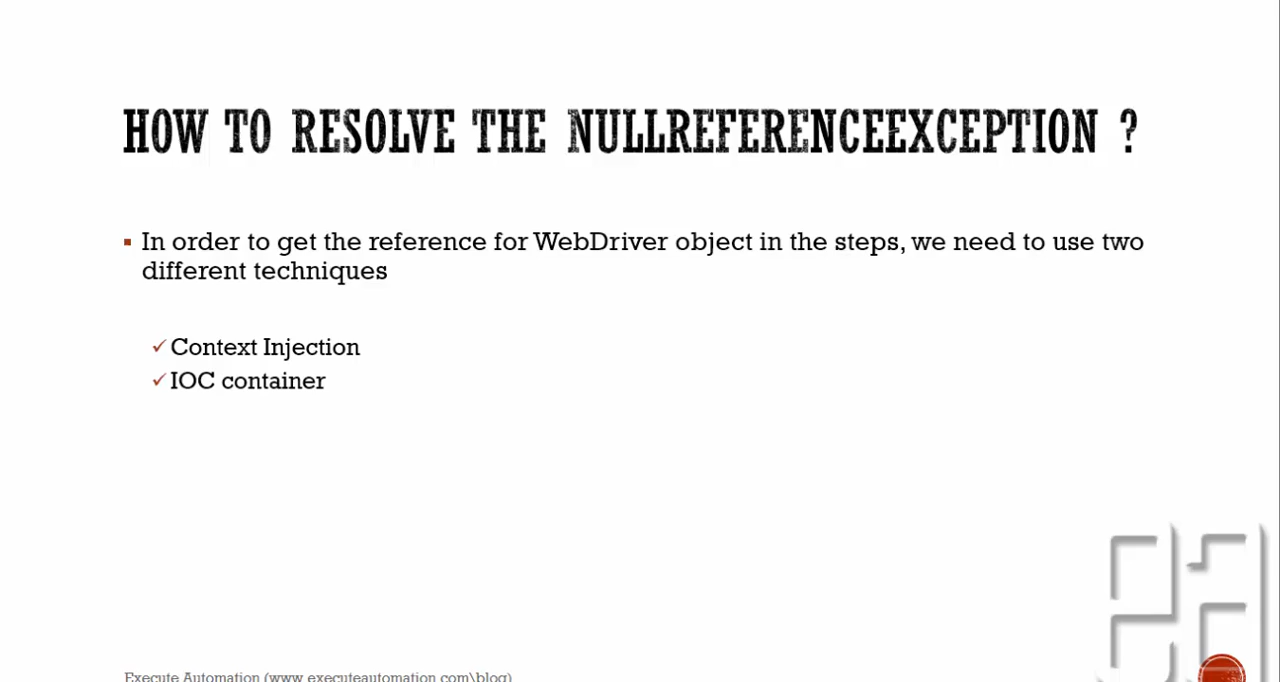 HOW TO RESOLVE THE NULLREFERENCEEXCEPTION ?
In order to get the reference for WebDriver object in the steps, we need to use two
different techniques
Context Injection
IOC container
Execute Automation (www.executeautomation.com\blog)